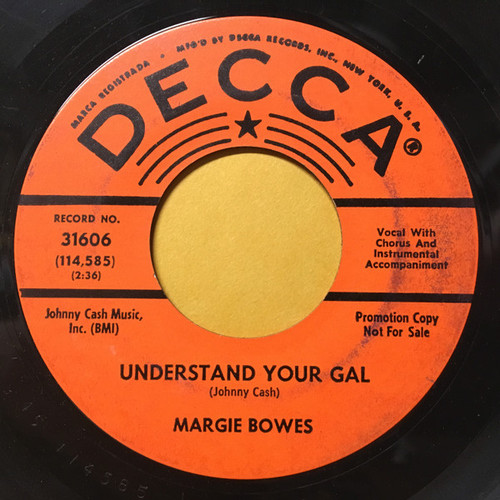 MARCA REGISTRADA • MFG'D BY DECCA RECORDS, INC., NEW YORK, U. S. A.
DECCA®
RECORD NO.
31606
(114,585)
(2:36)
Vocal With
Chorus And
Instrumental
Accompaniment
Johnny Cash Music,
Inc. (BMI)
Promotion Copy
Not For Sale
UNDERSTAND YOUR GAL
(Johnny Cash)
MARGIE BOWES